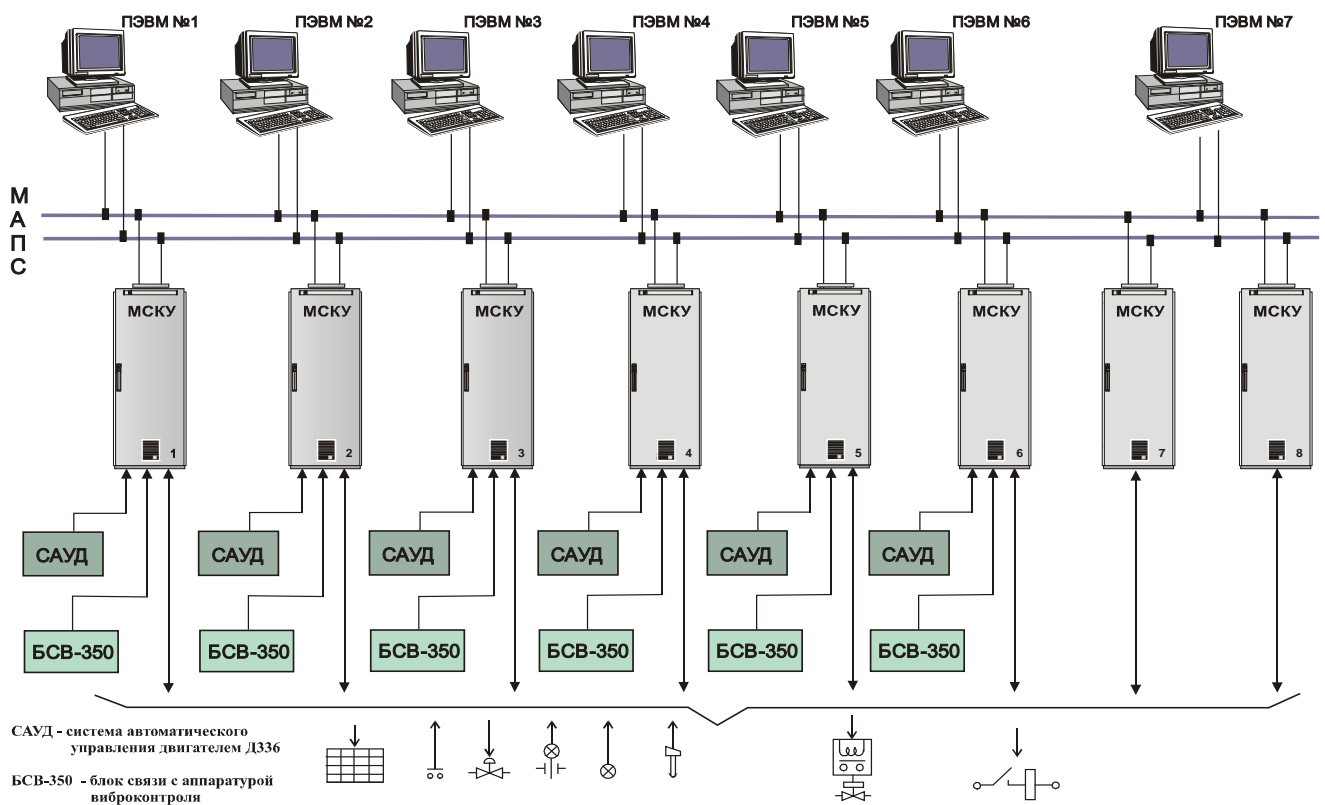 ПЭВМ №1 ПЭВМ №2 ПЭВМ №3 ПЭВМ №4 ПЭВМ №5 ПЭВМ №6 ПЭВМ №7
М
А
П
С
МСКУ МСКУ МСКУ МСКУ МСКУ МСКУ МСКУ МСКУ
1 2 3 4 5 6 7 8
САУД САУД САУД САУД САУД САУД
БСВ-350 БСВ-350 БСВ-350 БСВ-350 БСВ-350 БСВ-350
САУД - система автоматического
управления двигателем Д336
БСВ-350 - блок связи с аппаратурой
виброконтроля